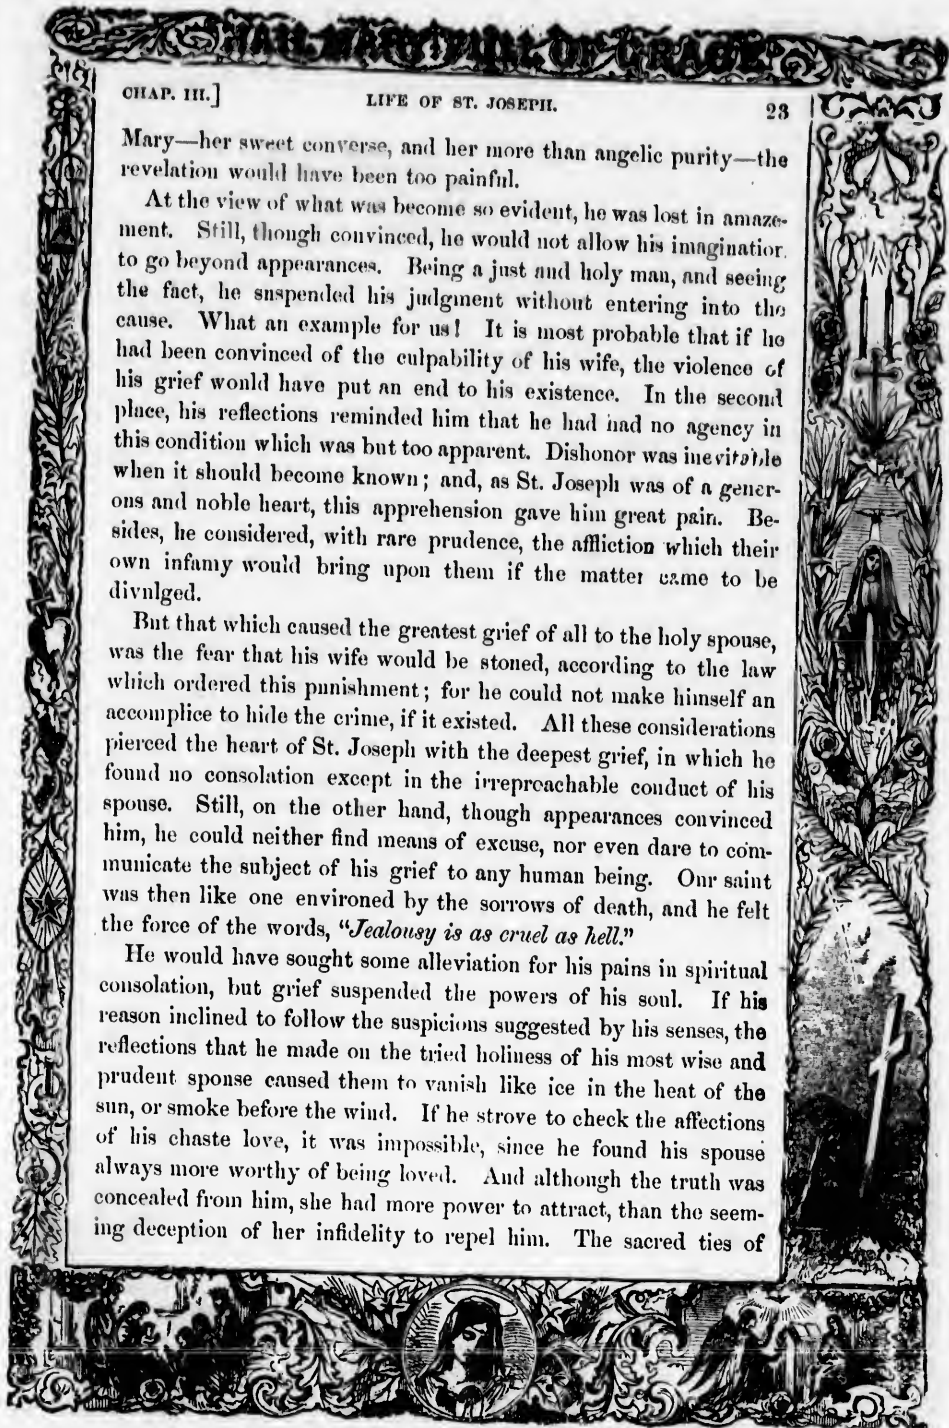 HAIL MARY, FULL OF GRACE
CHAP. III.]
LIFE OF ST. JOSEPH.
23
Mary—her sweet converse, and her more than angelic purity—the
revelation would have been too painful.
At the view of what was become so evident, he was lost in amaze-
ment. Still, though convinced, he would not allow his imagination
to go beyond appearances. Being a just and holy man, and seeing
the fact, he suspended his judgment without entering into the
cause. What an example for us! It is most probable that if he
had been convinced of the culpability of his wife, the violence of
his grief would have put an end to his existence. In the second
place, his reflections reminded him that he had had no agency in
this condition which was but too apparent. Dishonor was inevitable
when it should become known; and, as St. Joseph was of a gener-
ous and noble heart, this apprehension gave him great pain. Be-
sides, he considered, with rare prudence, the affliction which their
own infamy would bring upon them if the matter came to be
divulged.
But that which caused the greatest grief of all to the holy spouse,
was the fear that his wife would be stoned, according to the law
which ordered this punishment; for he could not make himself an
accomplice to hide the crime, if it existed. All these considerations
pierced the heart of St. Joseph with the deepest grief, in which he
found no consolation except in the irreproachable conduct of his
spouse. Still, on the other hand, though appearances convinced
him, he could neither find means of excuse, nor even dare to com-
municate the subject of his grief to any human being. Our saint
was then like one environed by the sorrows of death, and he felt
the force of the words, "Jealousy is as cruel as hell."
He would have sought some alleviation for his pains in spiritual
consolation, but grief suspended the powers of his soul. If his
reason inclined to follow the suspicions suggested by his senses, the
reflections that he made on the tried holiness of his most wise and
prudent spouse caused them to vanish like ice in the heat of the
sun, or smoke before the wind. If he strove to check the affections
of his chaste love, it was impossible, since he found his spouse
always more worthy of being loved. And although the truth was
concealed from him, she had more power to attract, than the seem-
ing deception of her infidelity to repel him. The sacred ties of